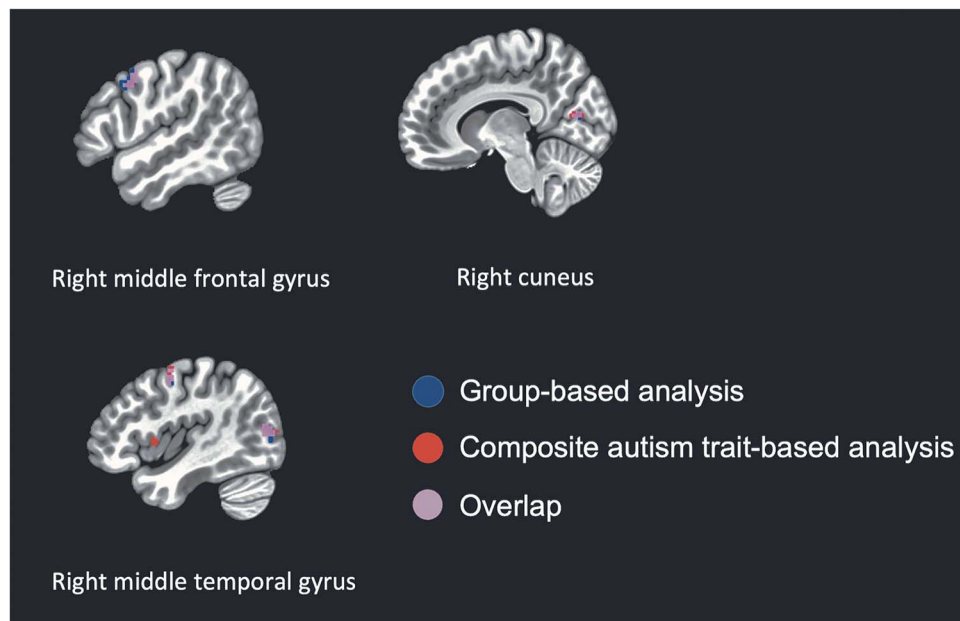 Right middle frontal gyrus
Right cuneus
Group-based analysis
Composite autism trait-based analysis
Overlap
Right middle temporal gyrus